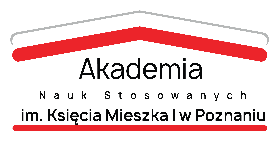 Akademia
Nauk Stosowanych
im. Księcia Mieszka I w Poznaniu